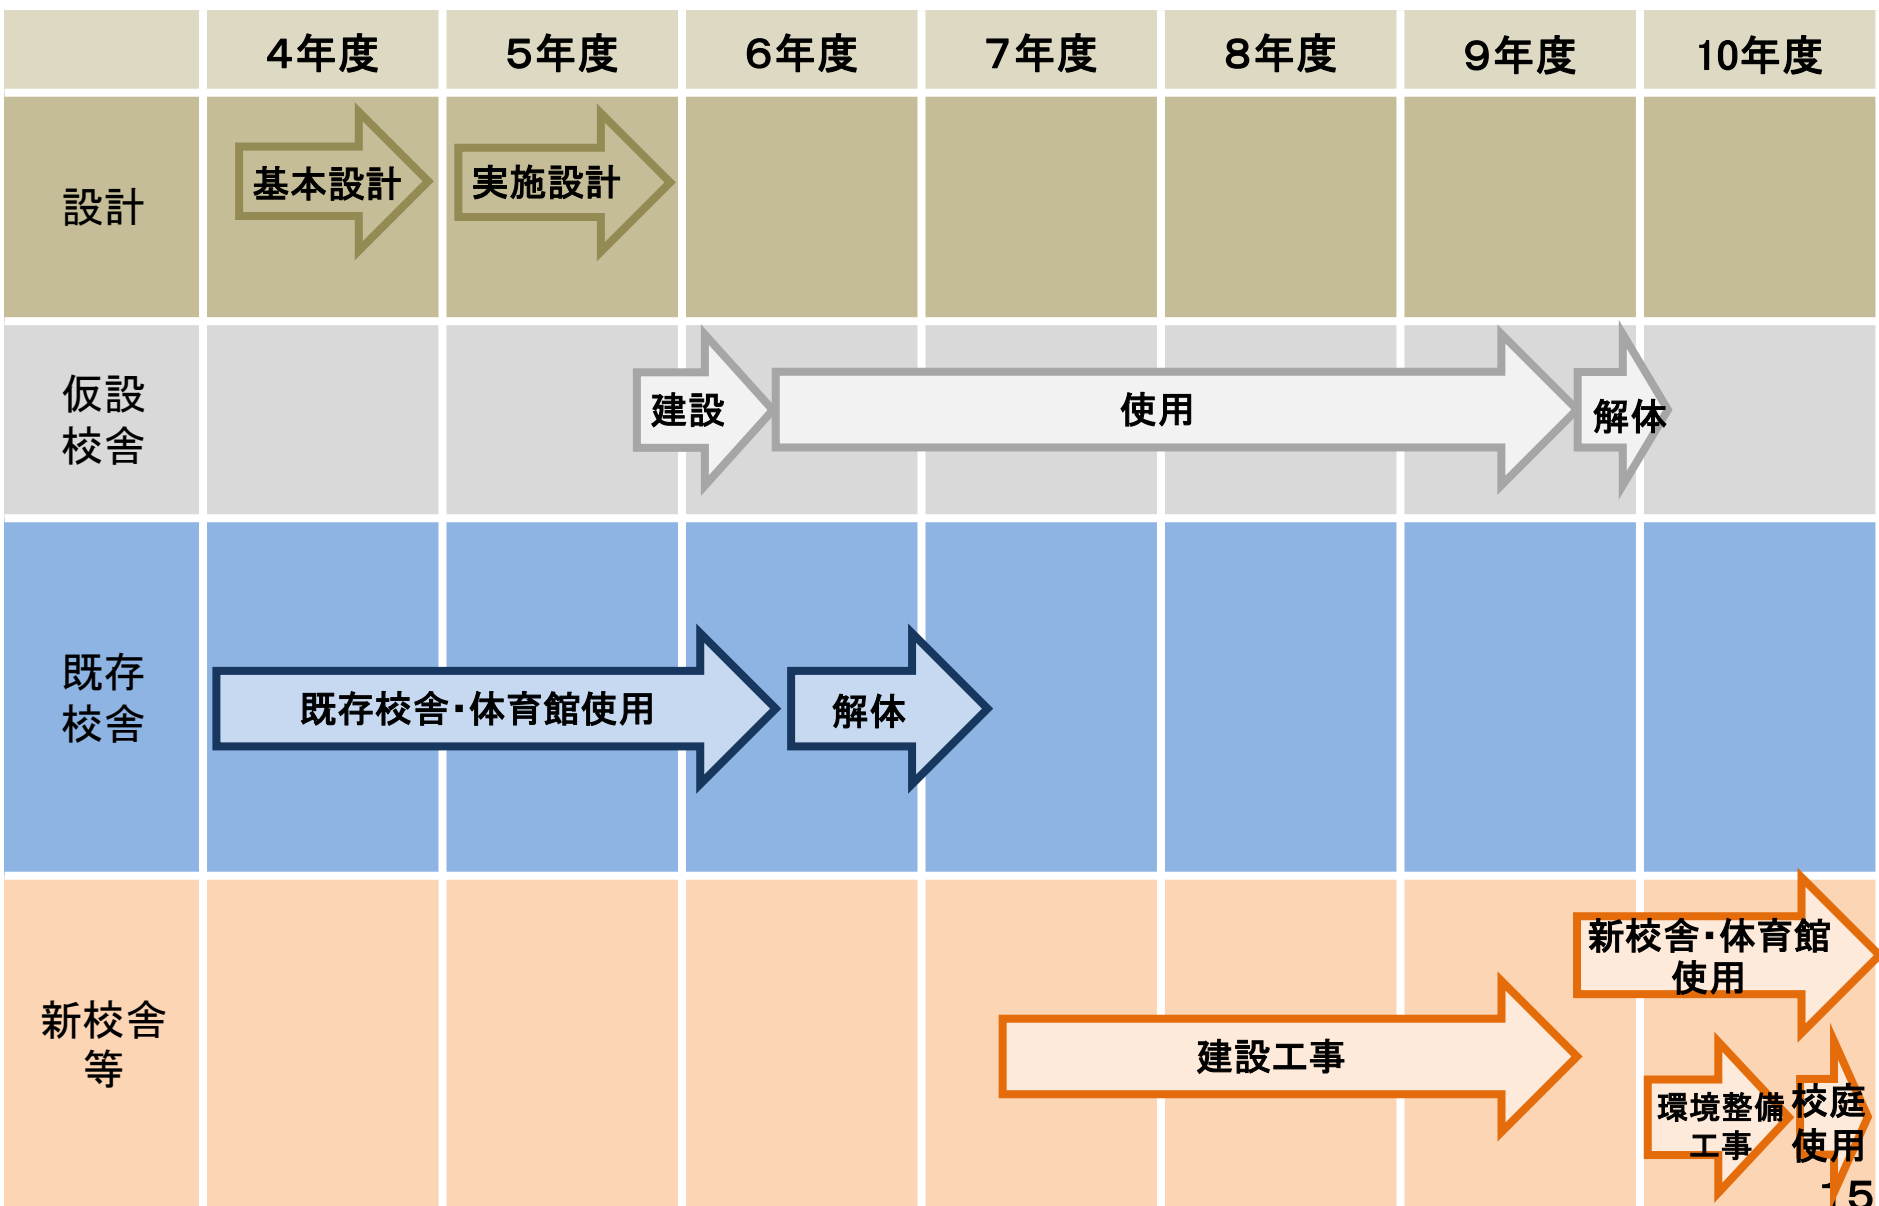 4年度
5年度
6年度
7年度
8年度
9年度
10年度
設計
基本設計
実施設計
仮設
校舎
建設
使用
解体
既存
校舎
既存校舎・体育館使用
解体
新校舎
等
建設工事
新校舎・体育館
使用
環境整備
工事
校庭
使用
15